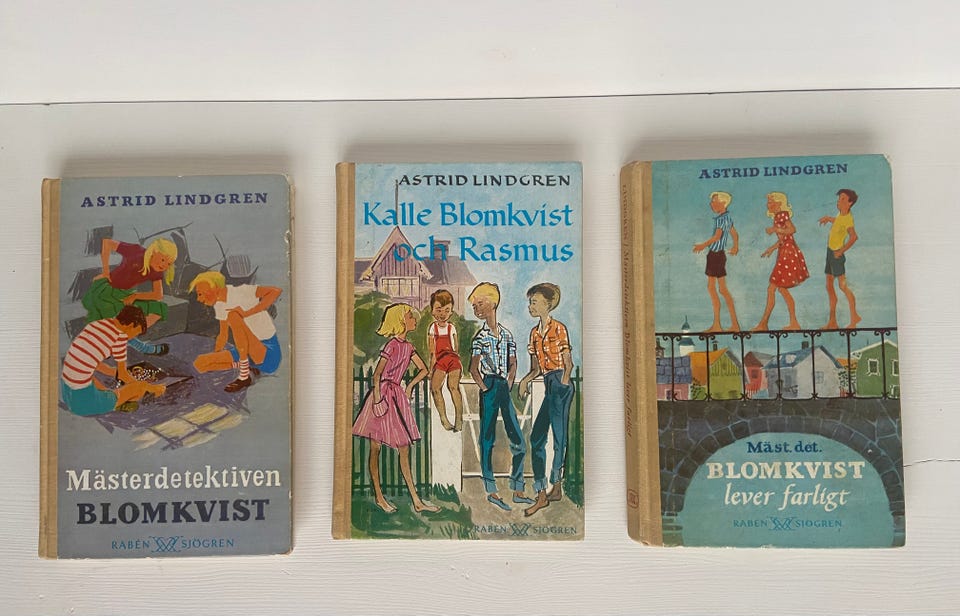 ASTRID LINDGREN
Mästerdetektiven
BLOMKVIST
RABÉN SJÖGREN
ASTRID LINDGREN
Kalle Blomkvist
och Rasmus
RABÉN SJÖGREN
ASTRID LINDGREN
Mäst. det.
BLOMKVIST
lever farligt
RABÉN SJÖGREN